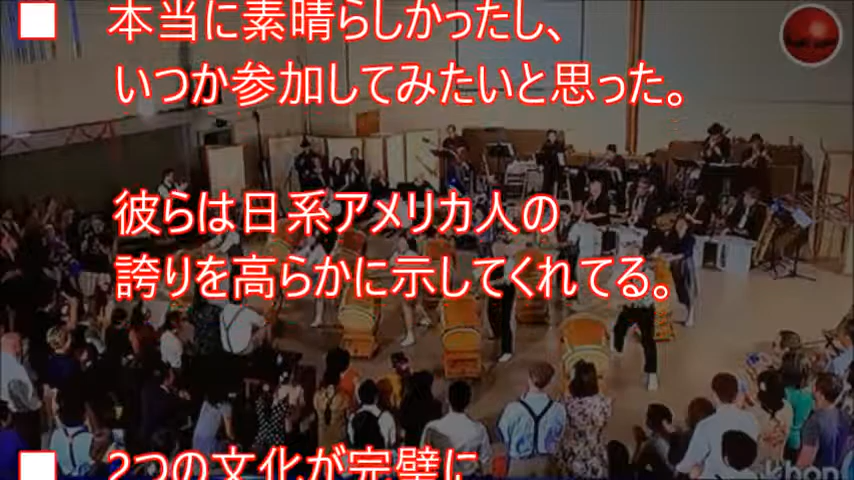 ■ 本当に素晴らしかったし、
いつか参加してみたいと思った。
彼らは日系アメリカ人の
誇りを高らかに示してくれてる。
■ 2つの文化が完璧に
khon